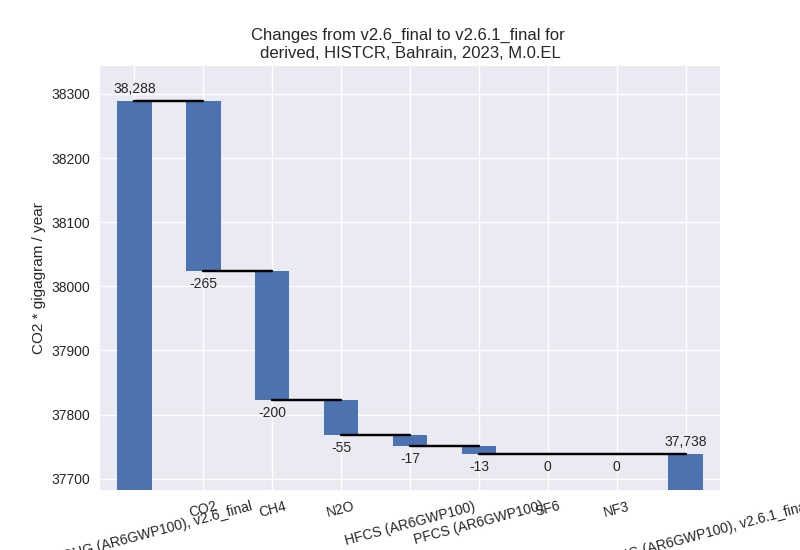 Changes from v2.6_final to v2.6.1_final for
derived, HISTCR, Bahrain, 2023, M.0.EL
CO2 * gigagram / year
38300
38200
38100
38000
37900
37800
37700
38,288
-265
-200
-55
-17
-13
0
0
37,738
(AR6GWP100), v2.6_final
CO2
CH4
N2O
HFCS (AR6GWP100)
PFCS (AR6GWP100)
SF6
NF3
(AR6GWP100), v2.6.1_final